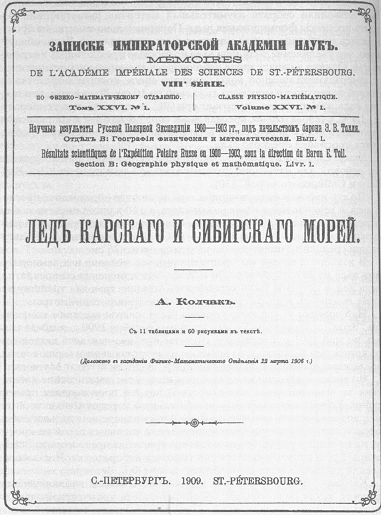 ЗАПИСКИ ИМПЕРАТОРСКОЙ АКАДЕМІИ НАУКЪ.
MÉMOIRES
DE L'ACADÉMIE IMPÉRIALE DES SCIENCES DE ST.-PÉTERSBOURG.
VIIIe SÉRIE.
ПО ФИЗИКО-МАТЕМАТИЧЕСКОМУ ОТДѢЛЕНІЮ.
Томъ XXVI. № 1.
CLASSE PHYSICO-MATHÉMATIQUE.
Volume XXVI. № 1.
Научные результаты Русской Полярной Экспедиціи 1900—1903 гг., подъ начальствомъ барона Э. В. Толля.
Отдѣлъ B: Географія физическая и математическая. Вып. 1.
Résultats scientifiques de l'Expédition Polaire Russe en 1900—1903, sous la direction du Baron E. Toll.
Section B: Géographie physique et mathématique. Livr. 1.
ЛЕДЪ КАРСКАГО И СИБИРСКАГО МОРЕЙ.
А. Колчакъ.
Съ 11 таблицами и 60 рисунками въ текстѣ.
(Доложено въ засѣданіи Физико-Математическаго Отдѣленія 22 марта 1906 г.)
С.-ПЕТЕРБУРГЪ. 1909. ST.-PÉTERSBOURG.